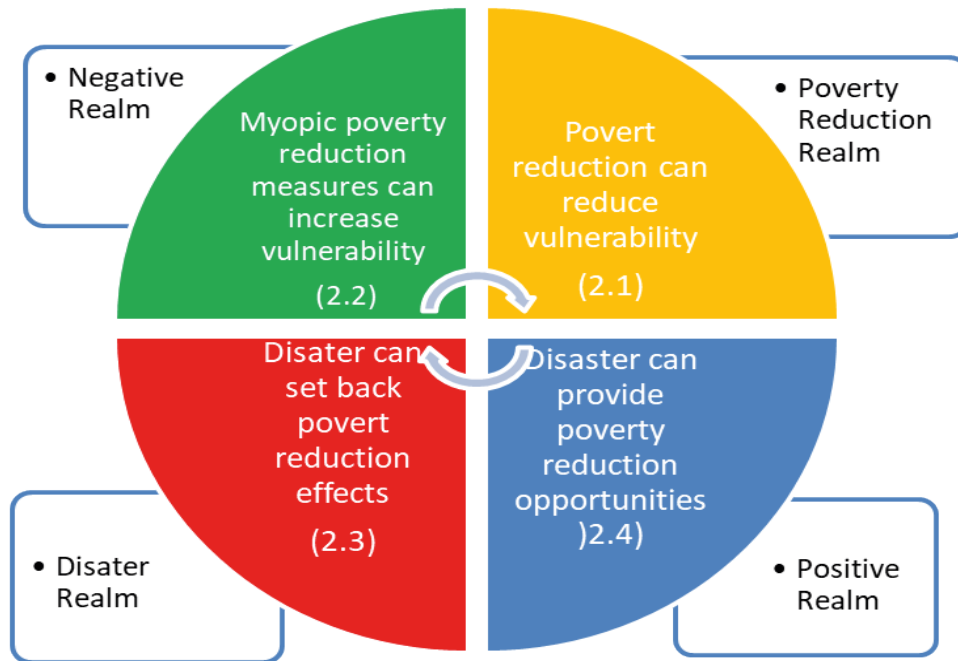 • Negative
Realm
Myopic poverty
reduction
measures can
increase
vulnerability
(2.2)
Povert
reduction can
reduce
vulnerability
(2.1)
• Poverty
Reduction
Realm
• Disater
Realm
Disater can
set back
povert
reduction
effects
(2.3)
Disaster can
provide
poverty
reduction
opportunities
)2.4)
• Positive
Realm